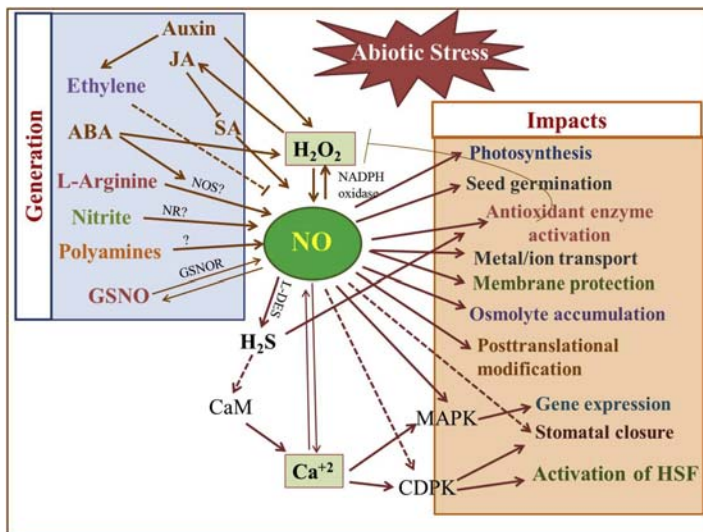 Abiotic Stress
Generation
Auxin
JA
Ethylene
ABA
SA
L-Arginine
NOS?
Nitrite
NR?
Polyamines
?
GSNO
GSNOR
H₂O₂
NADPH
oxidase
NO
L-DES
H₂S
CaM
Ca⁺²
MAPK
CDPK
Impacts
Photosynthesis
Seed germination
Antioxidant enzyme
activation
Metal/ion transport
Membrane protection
Osmolyte accumulation
Posttranslational
modification
Gene expression
Stomatal closure
Activation of HSF